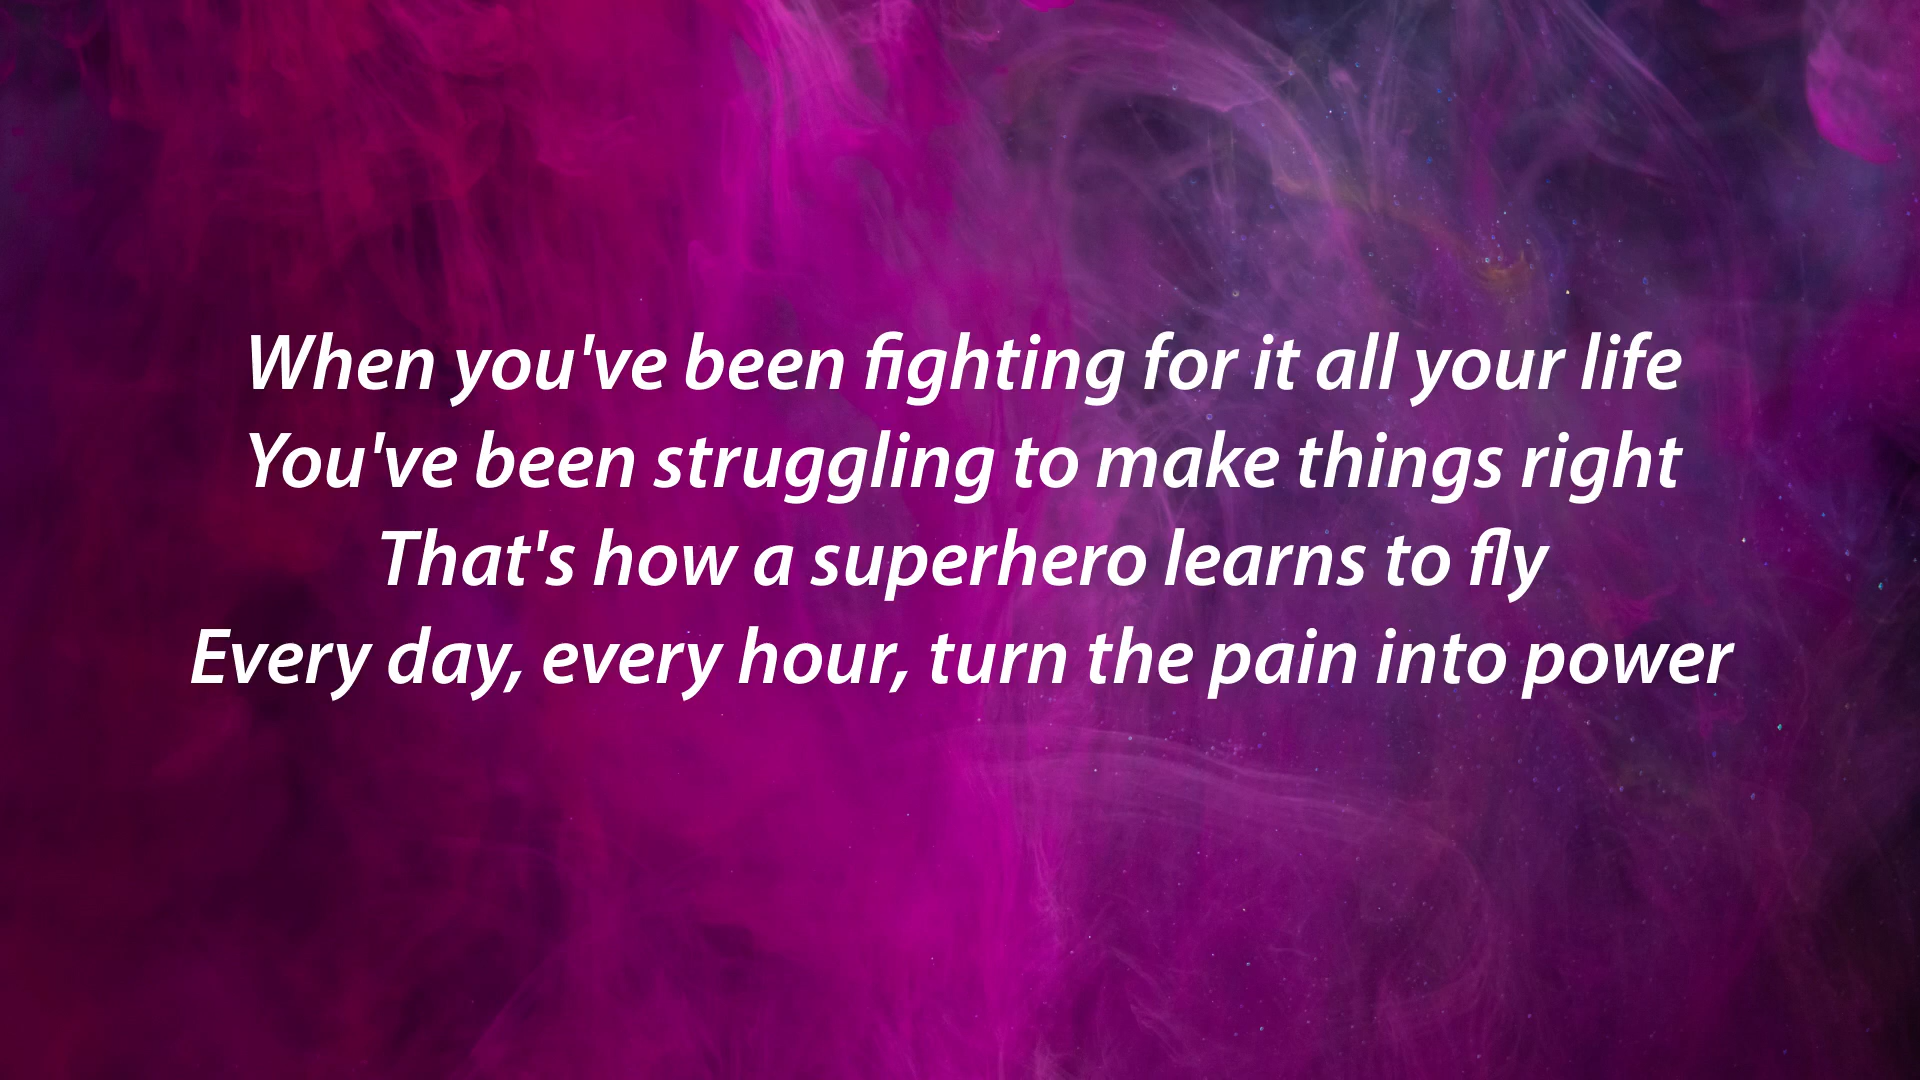 When you've been fighting for it all your life
You've been struggling to make things right
That's how a superhero learns to fly
Every day, every hour, turn the pain into power